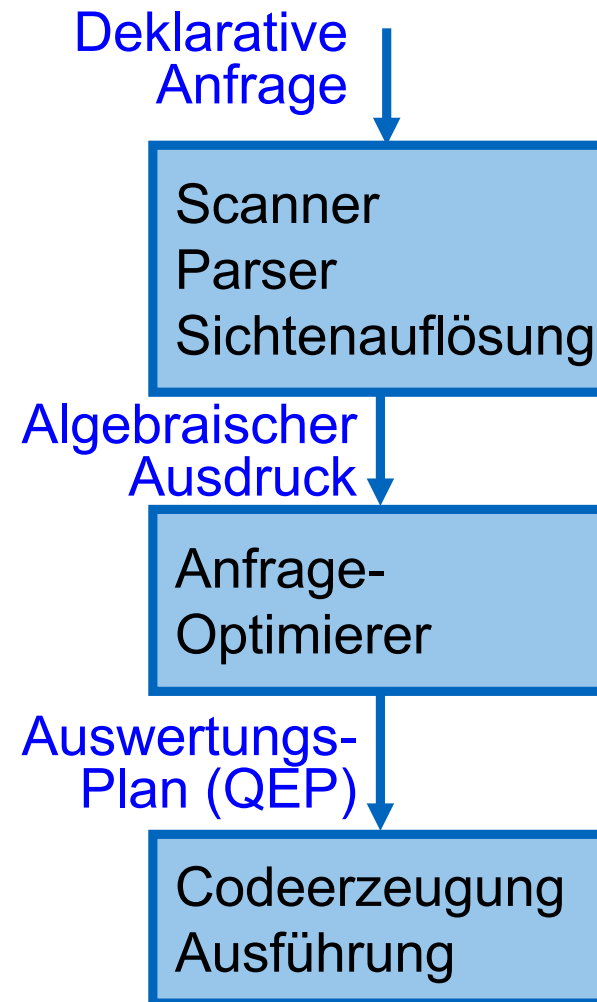 Deklarative
Anfrage
Scanner
Parser
Sichtenauflösung
Algebraischer
Ausdruck
Anfrage-
Optimierer
Auswertungs-
Plan (QEP)
Codeerzeugung
Ausführung